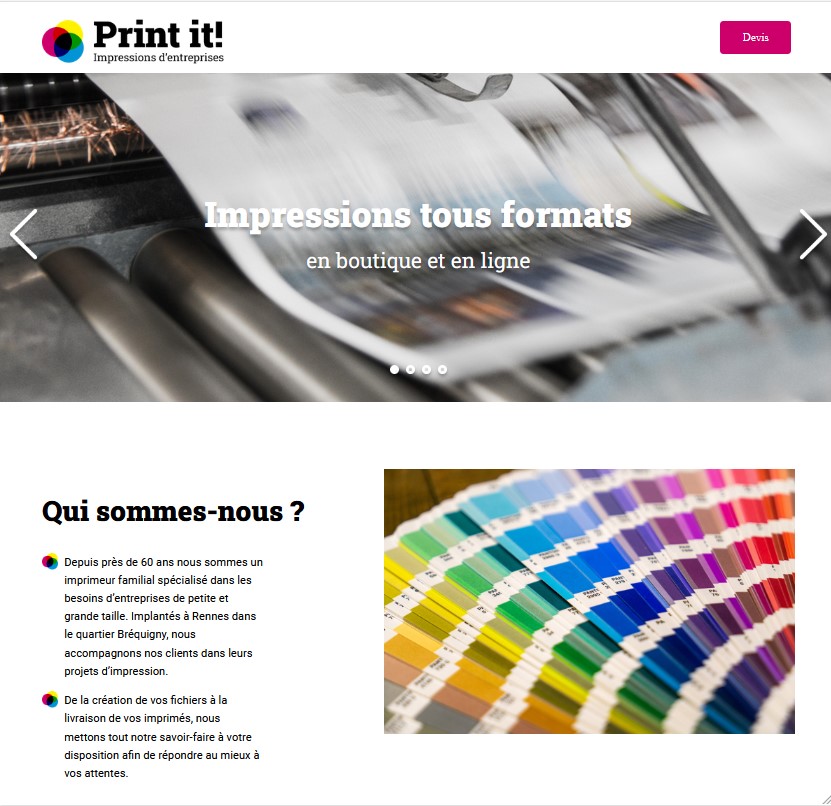 Print it!
Impressions d'entreprises
Devis
Impressions tous formats
en boutique et en ligne
Qui sommes-nous ?
Depuis près de 60 ans nous sommes un
imprimeur familial spécialisé dans les
besoins d'entreprises de petite et
grande taille. Implantés à Rennes dans
le quartier Bréquigny, nous
accompagnons nos clients dans leurs
projets d'impression.
De la création de vos fichiers à la
livraison de vos imprimés, nous
mettons tout notre savoir-faire à votre
disposition afin de répondre au mieux à
vos attentes.